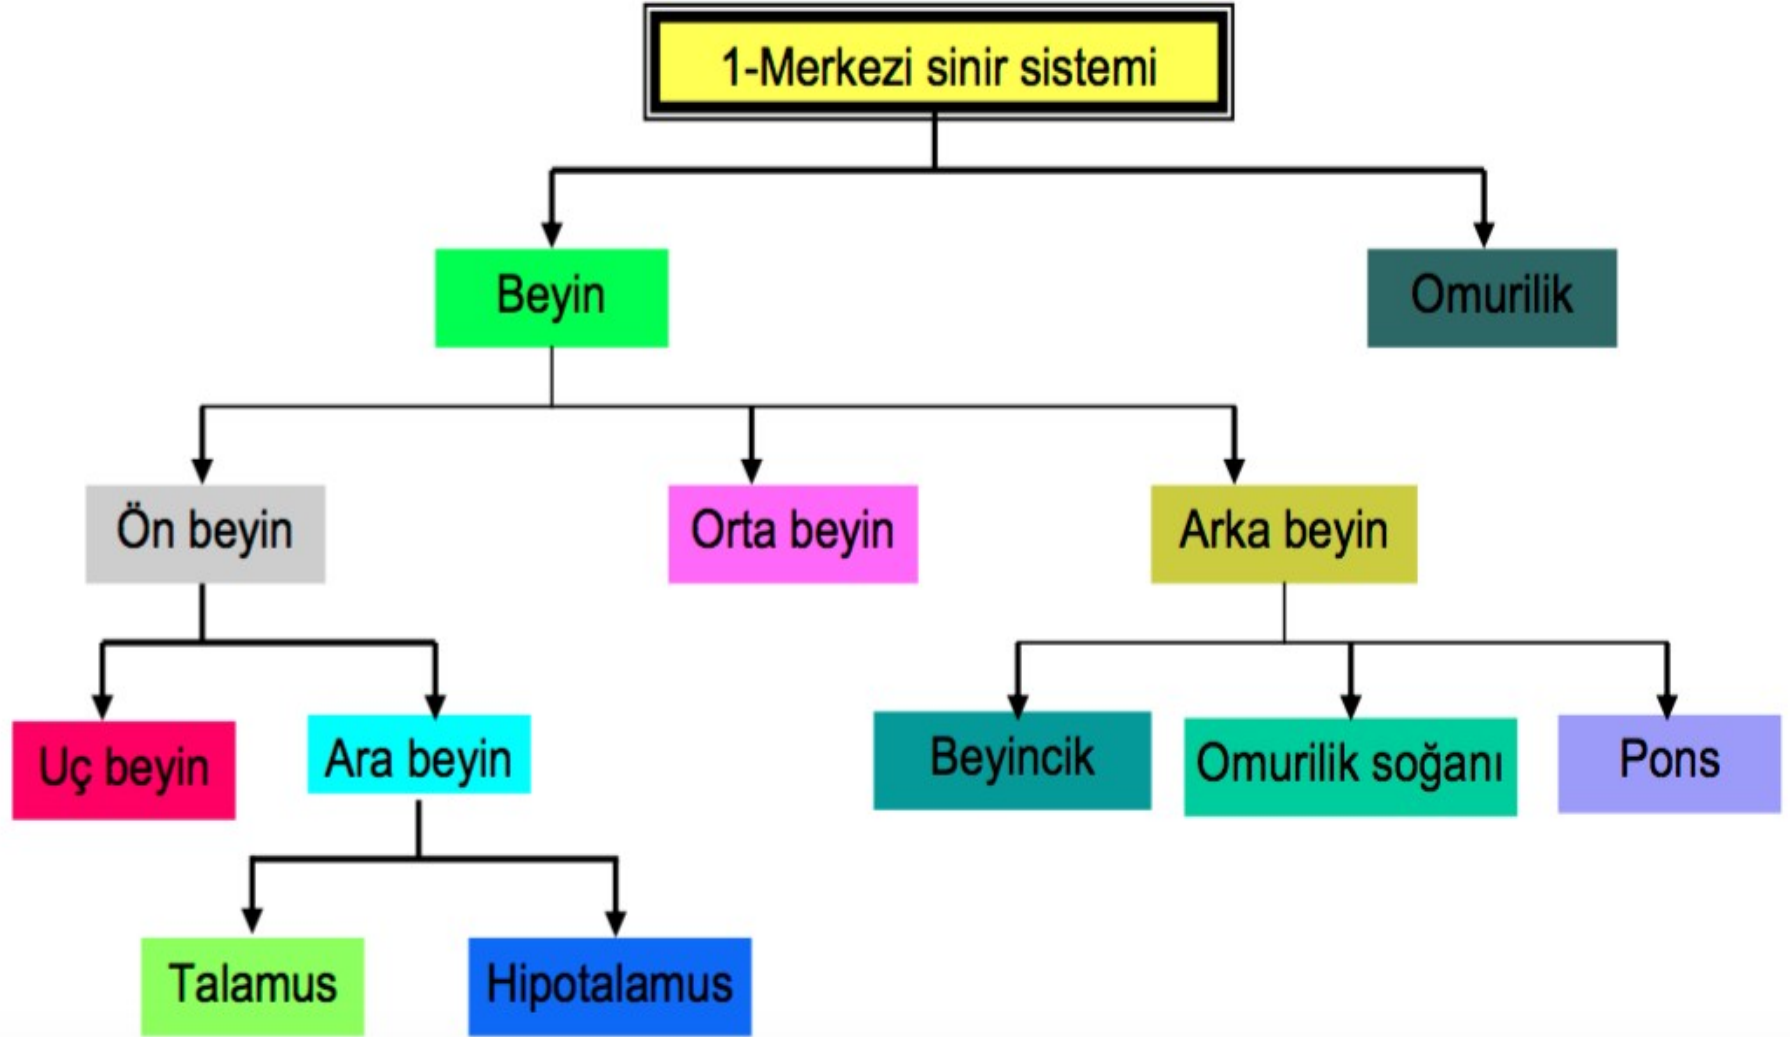 1-Merkezi sinir sistemi
Beyin
Omurilik
Ön beyin
Orta beyin
Arka beyin
Uç beyin
Ara beyin
Beyincik
Omurilik soğanı
Pons
Talamus
Hipotalamus